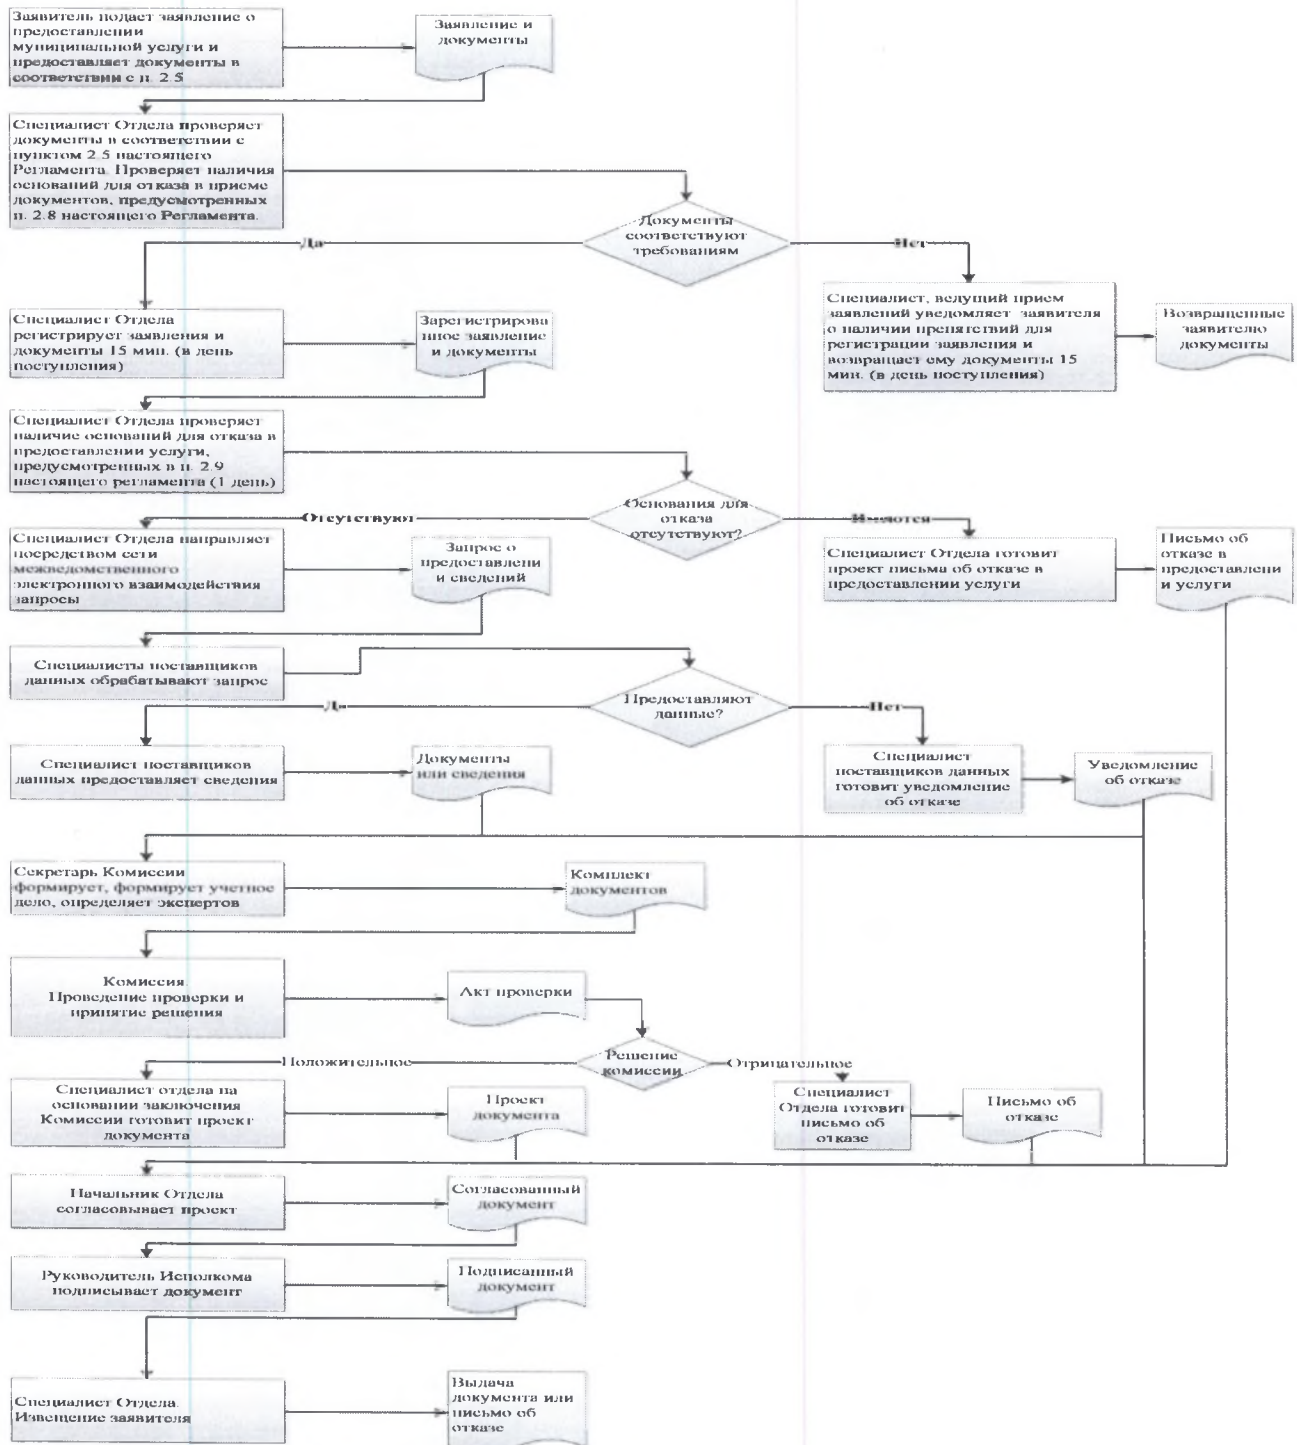 Заявитель подает заявление о
предоставлении
муниципальной услуги и
предоставляет документы в
соответствии с п. 2.5
Заявление и
документы
Специалист Отдела проверяет
документы в соответствии с
пунктом 2.5 настоящего
Регламента. Проверяет наличия
оснований для отказа в приеме
документов, предусмотренных
п. 2.8 настоящего Регламента.
Документы
соответствуют
требованиям
Да
Нет
Специалист Отдела
регистрирует заявления и
документы 15 мин. (в день
поступления)
Зарегистрирова
нное заявление
и документы
Специалист, ведущий прием
заявлений уведомляет заявителя
о наличии препятствий для
регистрации заявления и
возвращает ему документы 15
мин. (в день поступления)
Возвращенные
заявителю
документы
Специалист Отдела проверяет
наличие оснований для отказа в
предоставлении услуги,
предусмотренных в п. 2.9
настоящего регламента (1 день)
Основания для
отказа
отсутствуют?
Отсутствуют
Имеются
Специалист Отдела направляет
посредством сети
межведомственного
электронного взаимодействия
запросы
Запрос о
предоставлени
и сведений
Специалист Отдела готовит
проект письма об отказе в
предоставлении услуги
Письмо об
отказе в
предоставлени
и услуги
Специалисты поставщиков
данных обрабатывают запрос
Предоставляют
данные?
Да
Нет
Специалист поставщиков
данных предоставляет сведения
Документы
или сведения
Специалист
поставщиков данных
готовит уведомление
об отказе
Уведомление
об отказе
Секретарь Комиссии
формирует, формирует учетное
дело, определяет экспертов
Комплект
документов
Комиссия.
Проведение проверки и
принятие решения
Акт проверки
Решение
комиссии
Положительное
Отрицательное
Специалист отдела на
основании заключения
Комиссии готовит проект
документа
Проект
документа
Специалист
Отдела готовит
письмо об
отказе
Письмо об
отказе
Начальник Отдела
согласовывает проект
Согласованный
документ
Руководитель Исполкома
подписывает документ
Подписанный
документ
Специалист Отдела.
Извещение заявителя
Выдача
документа или
письмо об
отказе